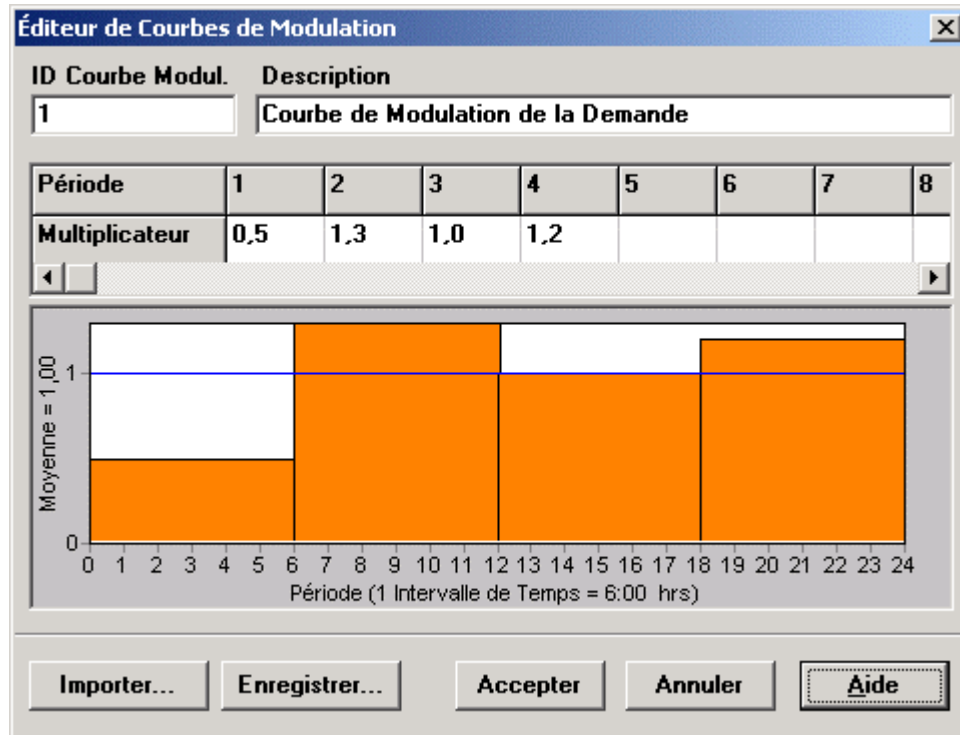 Éditeur de Courbes de Modulation
ID Courbe Modul. Description
1 Courbe de Modulation de la Demande
Période 1 2 3 4 5 6 7 8
Multiplicateur 0,5 1,3 1,0 1,2
Moyenne = 1,00
1
0
0 1 2 3 4 5 6 7 8 9 10 11 12 13 14 15 16 17 18 19 20 21 22 23 24
Période (1 Intervalle de Temps = 6:00 hrs)
Importer... Enregistrer... Accepter Annuler Aide